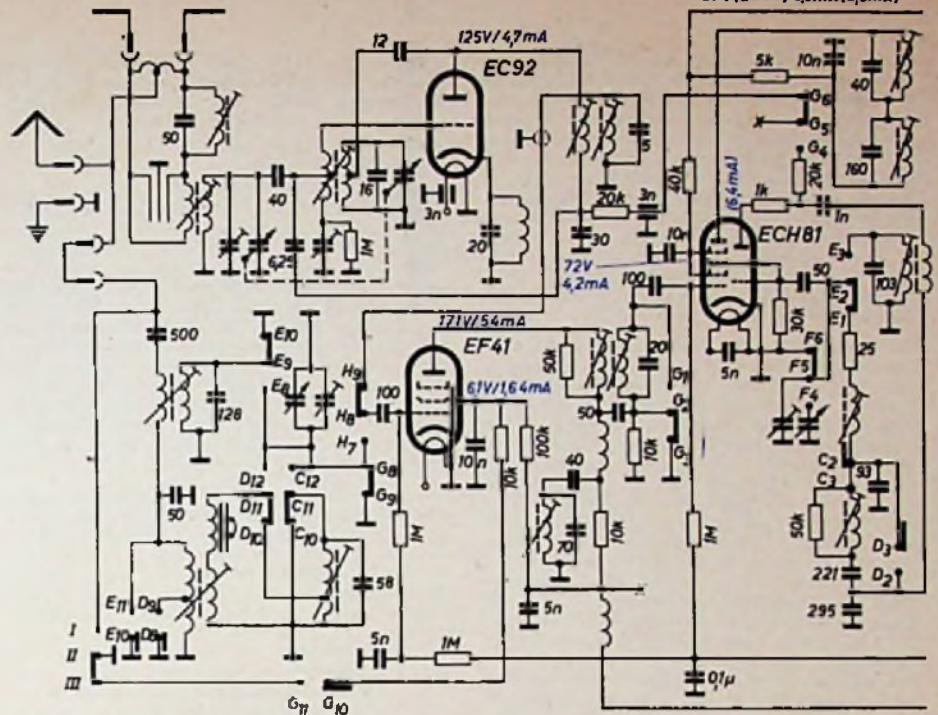 12
125V/4,7mA
EC92
5k
10n
40
50
G6
G5
G4
5
160
40
16
3n
20
1M
6,25
20k
3n
30
40k
(6,4mA)
1k
20k
1n
10n
ECH81
72V
4,2mA
100
E3
103
50
E2
E1
30k
5n
F6
F5
F4
25
500
E10
E9
E8
128
171V/5,4mA
EF41
H9
H8
H7
100
61V/1,64mA
50k
20
G1
G2
50
10k
10n
10k
100k
40
70
10k
1M
C2
C3
93
50k
D3
D2
221
295
50
D12
D11
D10
C12
C11
C10
G8
G9
1M
58
E11
D9
E10
D8
I
II
III
5n
1M
5n
0,1µ
G11
G10